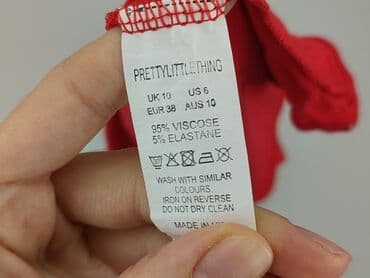 PRETTYLITTLETHING
UK 10 US 6
EUR 38 AUS 10
95% VISCOSE
5% ELASTANE
WASH WITH SIMILAR
COLOURS.
IRON ON REVERSE
DO NOT DRY CLEAN
MADE IN